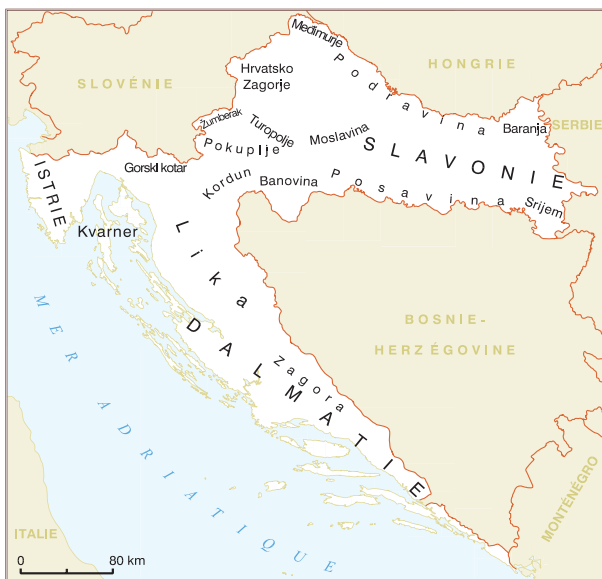 Međimurje
SLOVÉNIE
HONGRIE
Hrvatsko
Zagorje
Podravina
Žumberak
Turopolje
Moslavina
Baranja
SERBIE
Pokuplje
SLAVONIE
ISTRIE
Gorski kotar
Kordun
Banovina
Posavina
Srijem
Kvarner
Lika
BOSNIE-
HERZÉGOVINE
DALMATIE
Zagora
MER ADRIATIQUE
MONTÉNÉGRO
ITALIE
0 80 km